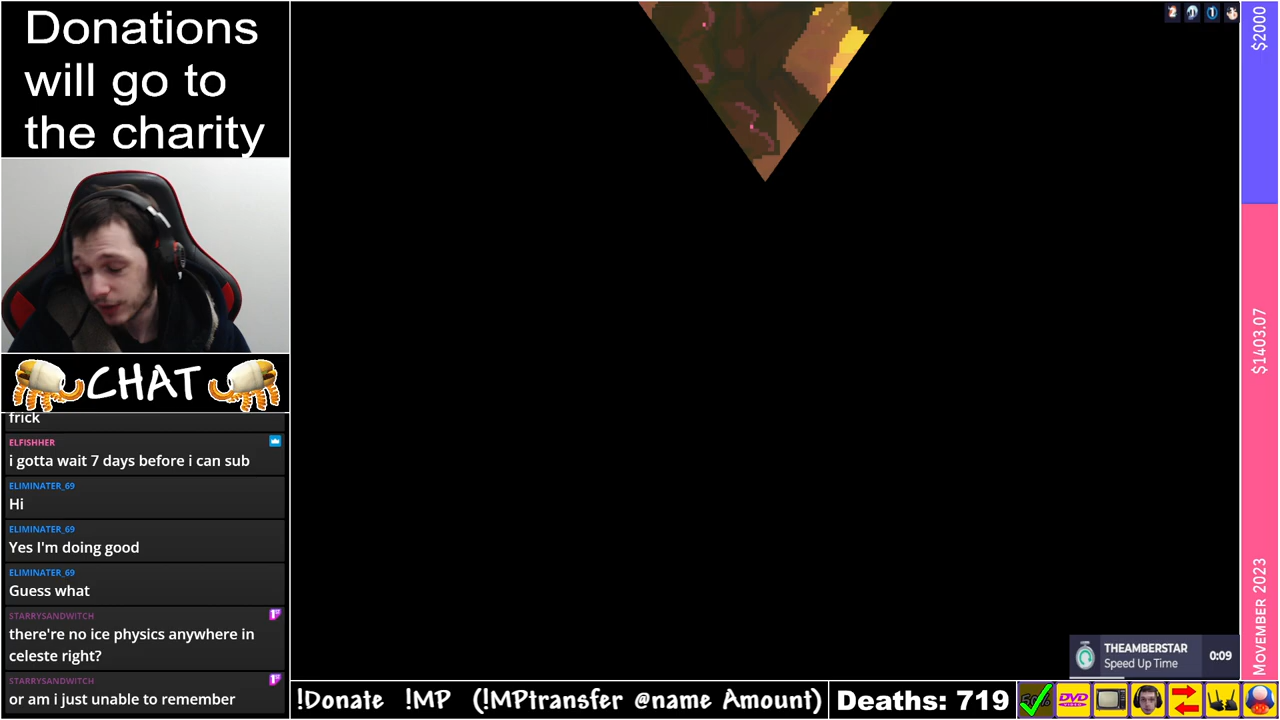 Donations
will go to
the charity
CHAT
frick
ELFISHHER
i gotta wait 7 days before i can sub
ELIMINATER_69
Hi
ELIMINATER_69
Yes I'm doing good
ELIMINATER_69
Guess what
STARRYSANDWITCH
there're no ice physics anywhere in
celeste right?
STARRYSANDWITCH
or am i just unable to remember
THEAMBERSTAR
Speed Up Time
0:09
!Donate !MP (!MPtransfer @name Amount)
Deaths: 719
DVD
VIDEO
$2000
$1403.07
MOVEMBER 2023